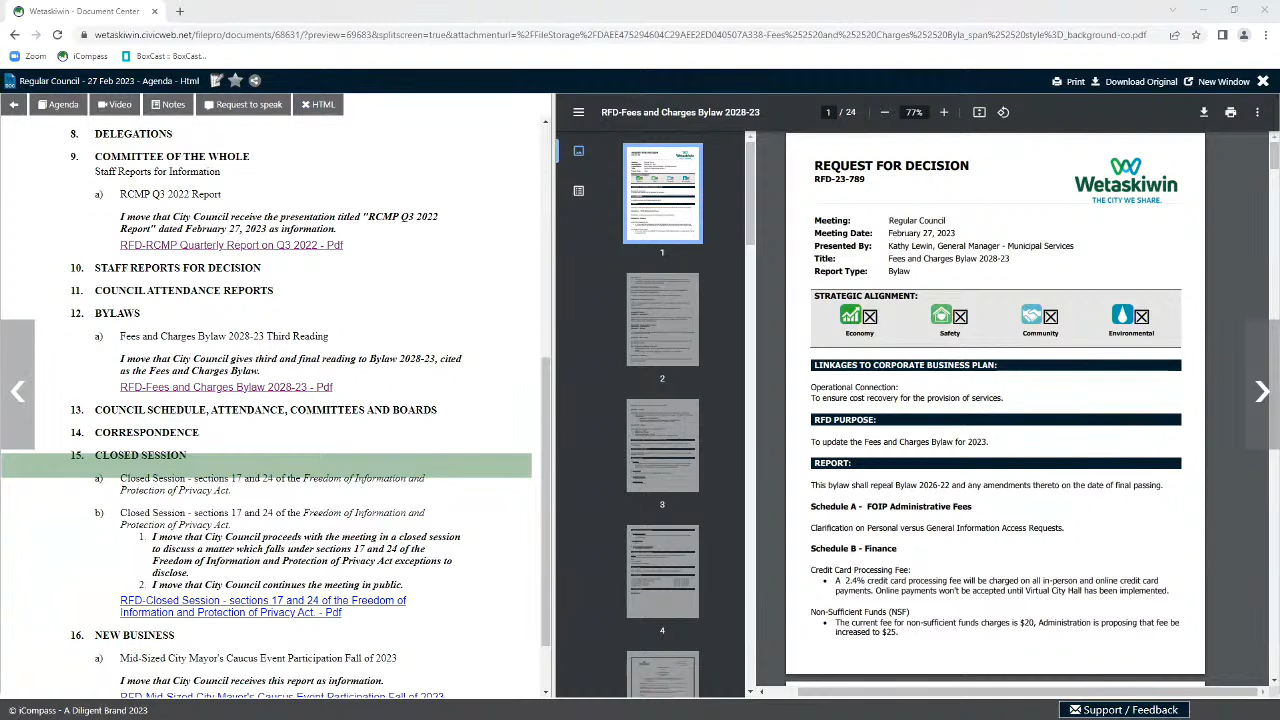 Wetaskiwin - Document Center
wetaskiwin.civicweb.net/filepro/documents/68631/?preview=69683&splitscreen=true&attachmenturl=%2FFileStorage%2FDAEE475294604C29AEE2ED040507A338-Fees%252520and%252520Charges%252520Byla_span%252520style%3D_background-co.pdf
Zoom
iCompass
BoxCast :: BoxCast...
Regular Council - 27 Feb 2023 - Agenda - Html
Print
Download Original
New Window
Agenda
Video
Notes
Request to speak
HTML
8. DELEGATIONS
9. COMMITTEE OF THE WHOLE
Staff Report for Information
RCMP Q3 2022 Report
Report" dated February 27, 2023 as information.
RFD-RCMP Quarterly Report on Q3 2022 - Pdf
10. STAFF REPORTS FOR DECISION
11. COUNCIL ATTENDANCE REPORTS
12. BYLAWS
Fees and Charges Bylaw 2028-23 - Third Reading
I move that City Council gives third and final reading to Bylaw 2028-23, cited
as the Fees and Charges Bylaw.
RFD-Fees and Charges Bylaw 2028-23 - Pdf
13. COUNCIL SCHEDULE/ATTENDANCE, COMMITTEES AND BOARDS
14. CORRESPONDENCE
CLOSED SESSION
a) Closed Session - sections 17 and 24 of the Freedom of Information and
Protection of Privacy Act.
b) Closed Session - sections 17 and 24 of the Freedom of Information and
Protection of Privacy Act.
1. I move that City Council proceeds with the meeting in a closed session
to discuss a matter which falls under sections 17 and 24 of the
Freedom of Information and Protection of Privacy Act exceptions to
disclose.
2. I move that City Council continues the meeting in public.
RFD-Closed Session - sections 17 and 24 of the Freedom of
Information and Protection of Privacy Act. - Pdf
16. NEW BUSINESS
a) Mid-Sized City Mayors' Caucus Event Participation Fall of 2023
I move that City Council receives this report as information.
RFD-Mid-Sized City Mayors Caucus Event Participation Fall of 2023
RFD-Fees and Charges Bylaw 2028-23
1 / 24
77%
1
2
3
4
REQUEST FOR DECISION
RFD-23-789
Wetaskiwin
THE CITY WE SHARE.
Meeting: Regular Council
Meeting Date: February 27, 2023
Presented By: Kathy Lewin, General Manager - Municipal Services
Title: Fees and Charges Bylaw 2028-23
Report Type: Bylaw
STRATEGIC ALIGNMENT:
Economy
Safety
Community
Environmental
LINKAGES TO CORPORATE BUSINESS PLAN:
Operational Connection:
To ensure cost recovery for the provision of services.
RFD PURPOSE:
the Fees and Charges Bylaw for 2023.
REPORT:
This bylaw shall repeal Bylaw 2026-22 and any amendments thereto on the date of final passing.
Schedule A - FOIP Administrative Fees
Clarification on Personal versus General Information Access Requests.
Schedule B - Finance
Credit Card Processing Fee:
• A 2.4% credit card processing fee will be charged on all in-person and online credit card
payments. Online payments won't be accepted until Virtual City Hall has been implemented.
Non-Sufficient Funds (NSF)
• The current fee for non-sufficient funds charges is $20, Administration is proposing that fee be
increased to $25.
© iCompass - A Diligent Brand 2023
Support / Feedback